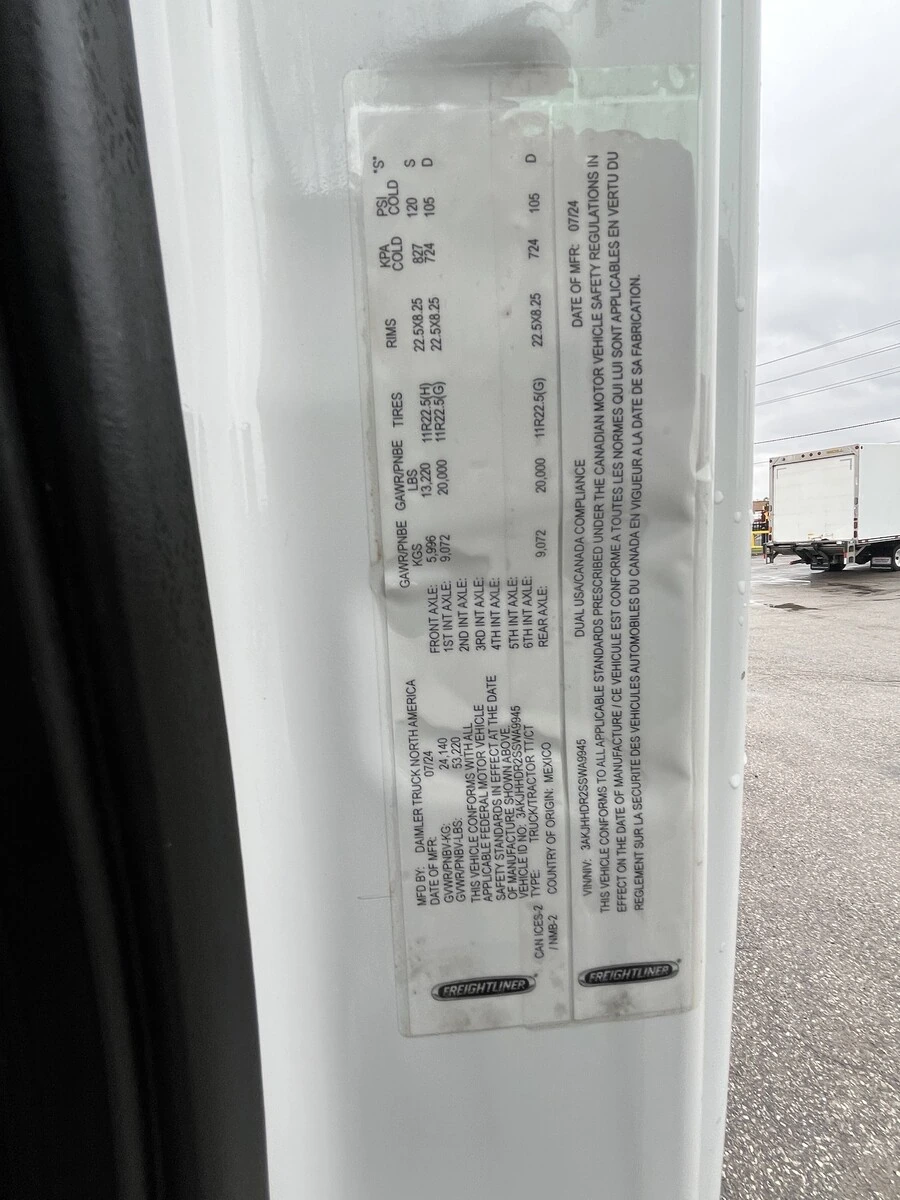 MFD BY: DAIMLER TRUCK NORTH AMERICA
DATE OF MFR: 07/24
GVWR/PNBV-KG: 24,140
GVWR/PNBV-LBS: 53,220
THIS VEHICLE CONFORMS WITH ALL
APPLICABLE FEDERAL MOTOR VEHICLE
SAFETY STANDARDS IN EFFECT AT THE DATE
OF MANUFACTURE SHOWN ABOVE.
VEHICLE ID NO: 3AKJHHDR2SSWA9945
TYPE: TRUCK/TRACTOR TT/CT
COUNTRY OF ORIGIN: MEXICO
CAN ICES-2
/ NMB-2
FREIGHTLINER
GAWR/PNBE GAWR/PNBE TIRES RIMS KPA PSI *S*
KGS LBS COLD COLD
FRONT AXLE: 5,996 13,220 11R22.5(H) 22.5X8.25 827 120 S
1ST INT AXLE: 9,072 20,000 11R22.5(G) 22.5X8.25 724 105 D
2ND INT AXLE:
3RD INT AXLE:
4TH INT AXLE:
5TH INT AXLE:
6TH INT AXLE:
REAR AXLE: 9,072 20,000 11R22.5(G) 22.5X8.25 724 105 D
DUAL USA/CANADA COMPLIANCE DATE OF MFR: 07/24
VIN/NIV: 3AKJHHDR2SSWA9945
THIS VEHICLE CONFORMS TO ALL APPLICABLE STANDARDS PRESCRIBED UNDER THE CANADIAN MOTOR VEHICLE SAFETY REGULATIONS IN
EFFECT ON THE DATE OF MANUFACTURE / CE VEHICULE EST CONFORME A TOUTES LES NORMES QUI LUI SONT APPLICABLES EN VERTU DU
REGLEMENT SUR LA SECURITE DES VEHICULES AUTOMOBILES DU CANADA EN VIGUEUR A LA DATE DE SA FABRICATION.
FREIGHTLINER